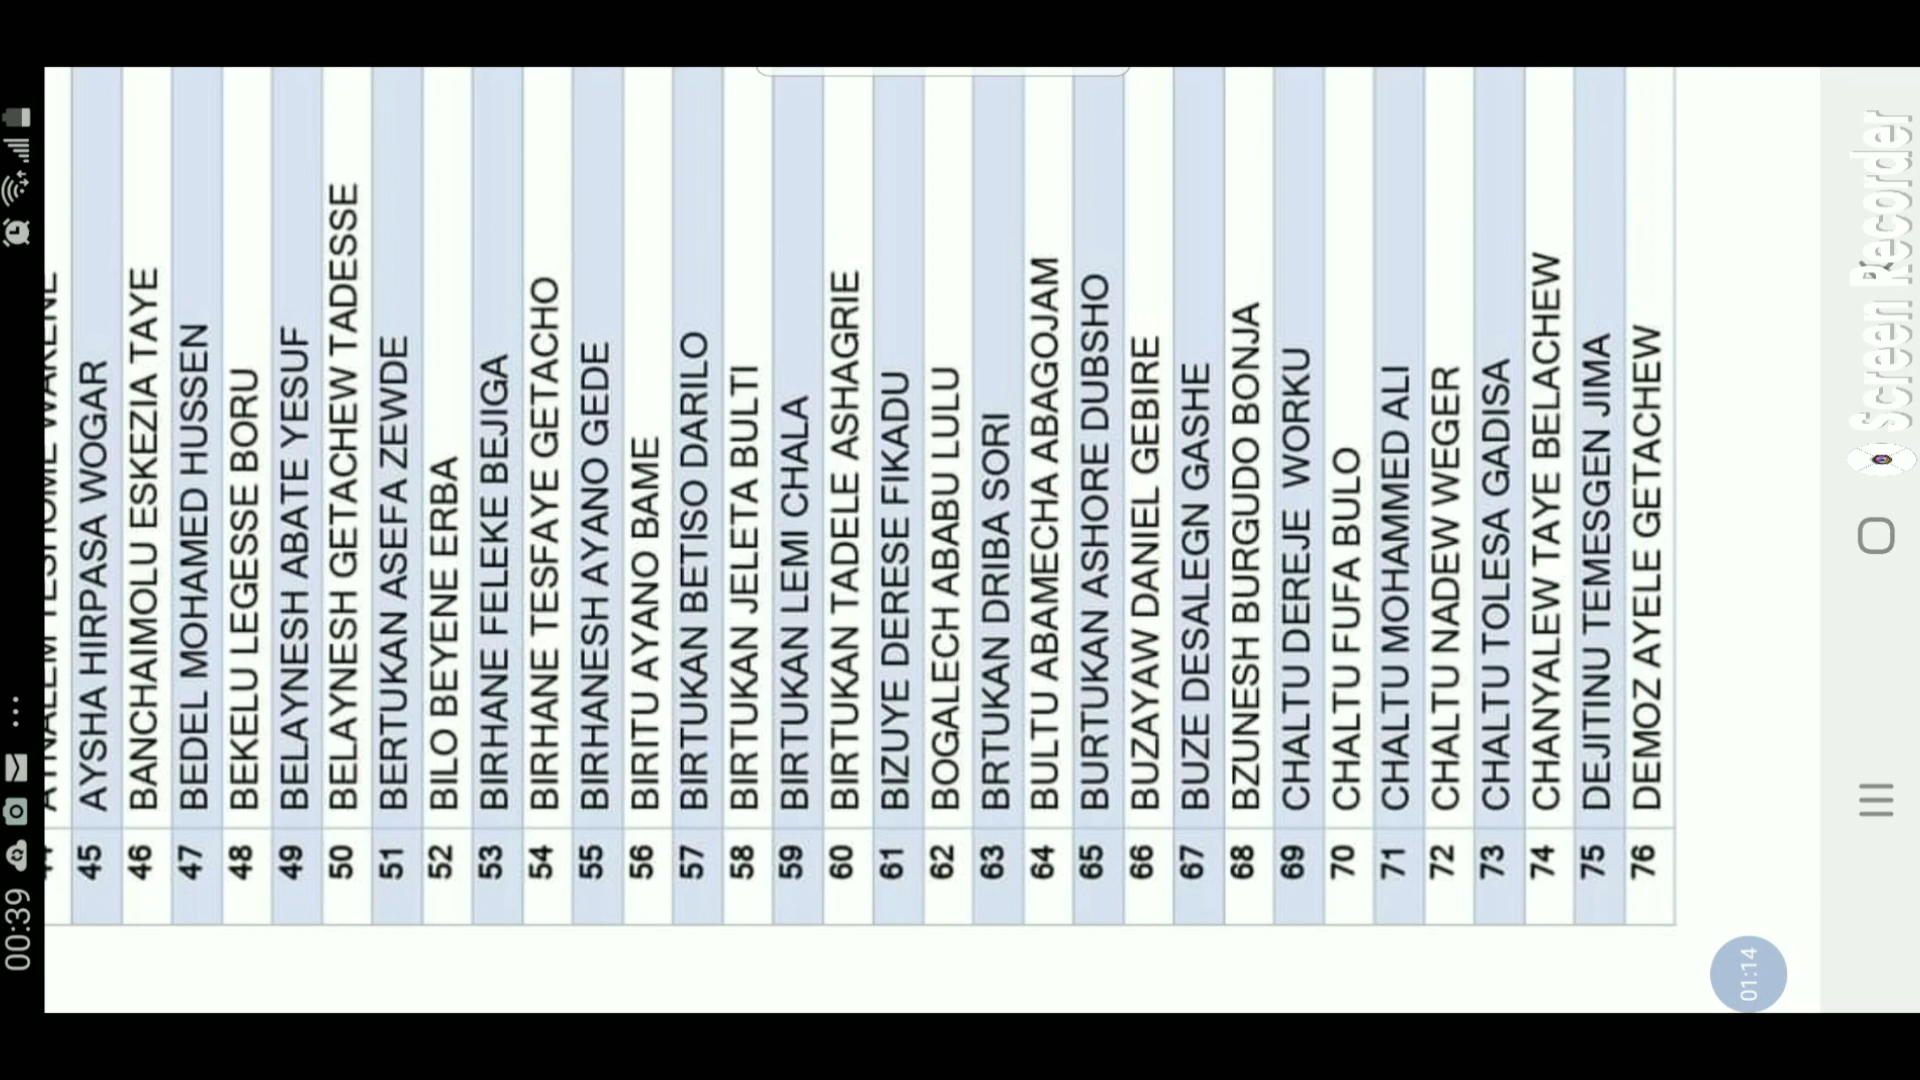 00:39
44 AYNALEM TESHOME WAKENE
45 AYSHA HIRPASA WOGAR
46 BANCHAIMOLU ESKEZIA TAYE
47 BEDEL MOHAMED HUSSEN
48 BEKELU LEGESSE BORU
49 BELAYNESH ABATE YESUF
50 BELAYNESH GETACHEW TADESSE
51 BERTUKAN ASEFA ZEWDE
52 BILO BEYENE ERBA
53 BIRHANE FELEKE BEJIGA
54 BIRHANE TESFAYE GETACHO
55 BIRHANESH AYANO GEDE
56 BIRITU AYANO BAME
57 BIRTUKAN BETISO DARILO
58 BIRTUKAN JELETA BULTI
59 BIRTUKAN LEMI CHALA
60 BIRTUKAN TADELE ASHAGRIE
61 BIZUYE DERESE FIKADU
62 BOGALECH ABABU LULU
63 BRTUKAN DRIBA SORI
64 BULTU ABAMECHA ABAGOJAM
65 BURTUKAN ASHORE DUBSHO
66 BUZAYAW DANIEL GEBIRE
67 BUZE DESALEGN GASHE
68 BZUNESH BURGUDO BONJA
69 CHALTU DEREJE WORKU
70 CHALTU FUFA BULO
71 CHALTU MOHAMMED ALI
72 CHALTU NADEW WEGER
73 CHALTU TOLESA GADISA
74 CHANYALEW TAYE BELACHEW
75 DEJITINU TEMESGEN JIMA
76 DEMOZ AYELE GETACHEW
01:14
Screen Recorder